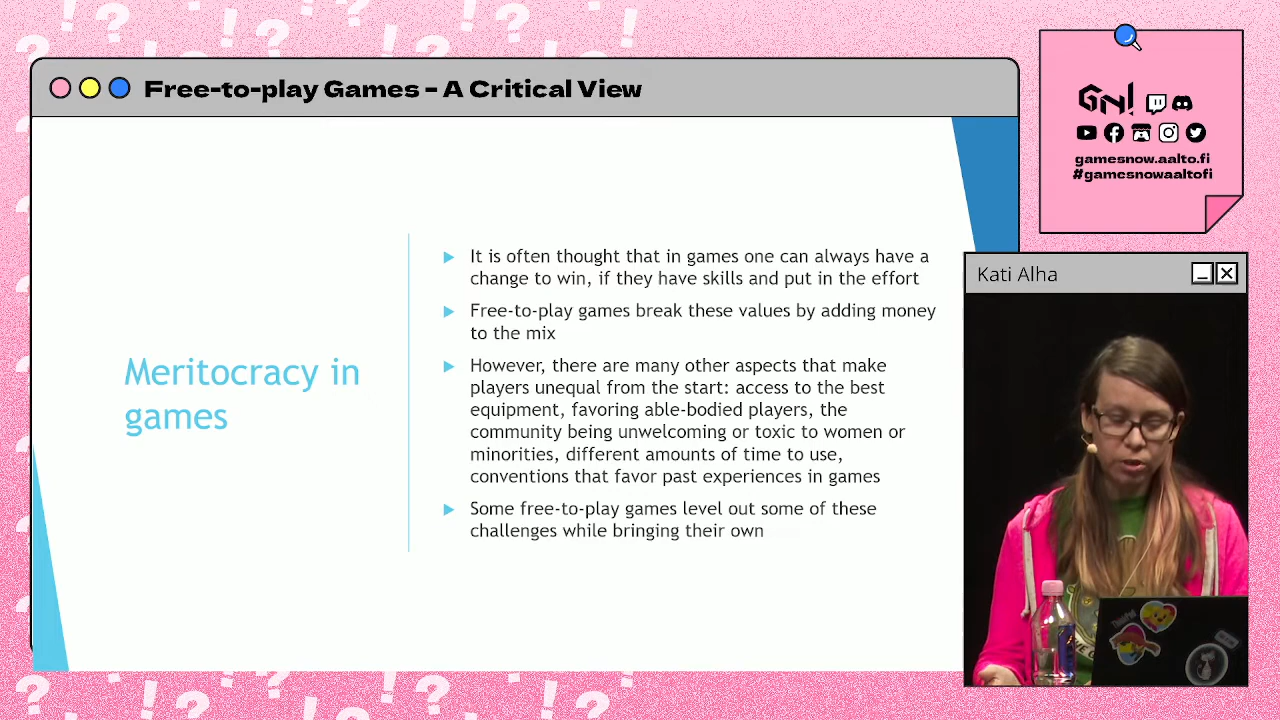 Free-to-play Games – A Critical View
GN!
gamesnow.aalto.fi
#gamesnowaaltofi
Meritocracy in
games
It is often thought that in games one can always have a
change to win, if they have skills and put in the effort
Free-to-play games break these values by adding money
to the mix
However, there are many other aspects that make
players unequal from the start: access to the best
equipment, favoring able-bodied players, the
community being unwelcoming or toxic to women or
minorities, different amounts of time to use,
conventions that favor past experiences in games
Some free-to-play games level out some of these
challenges while bringing their own
Kati Alha